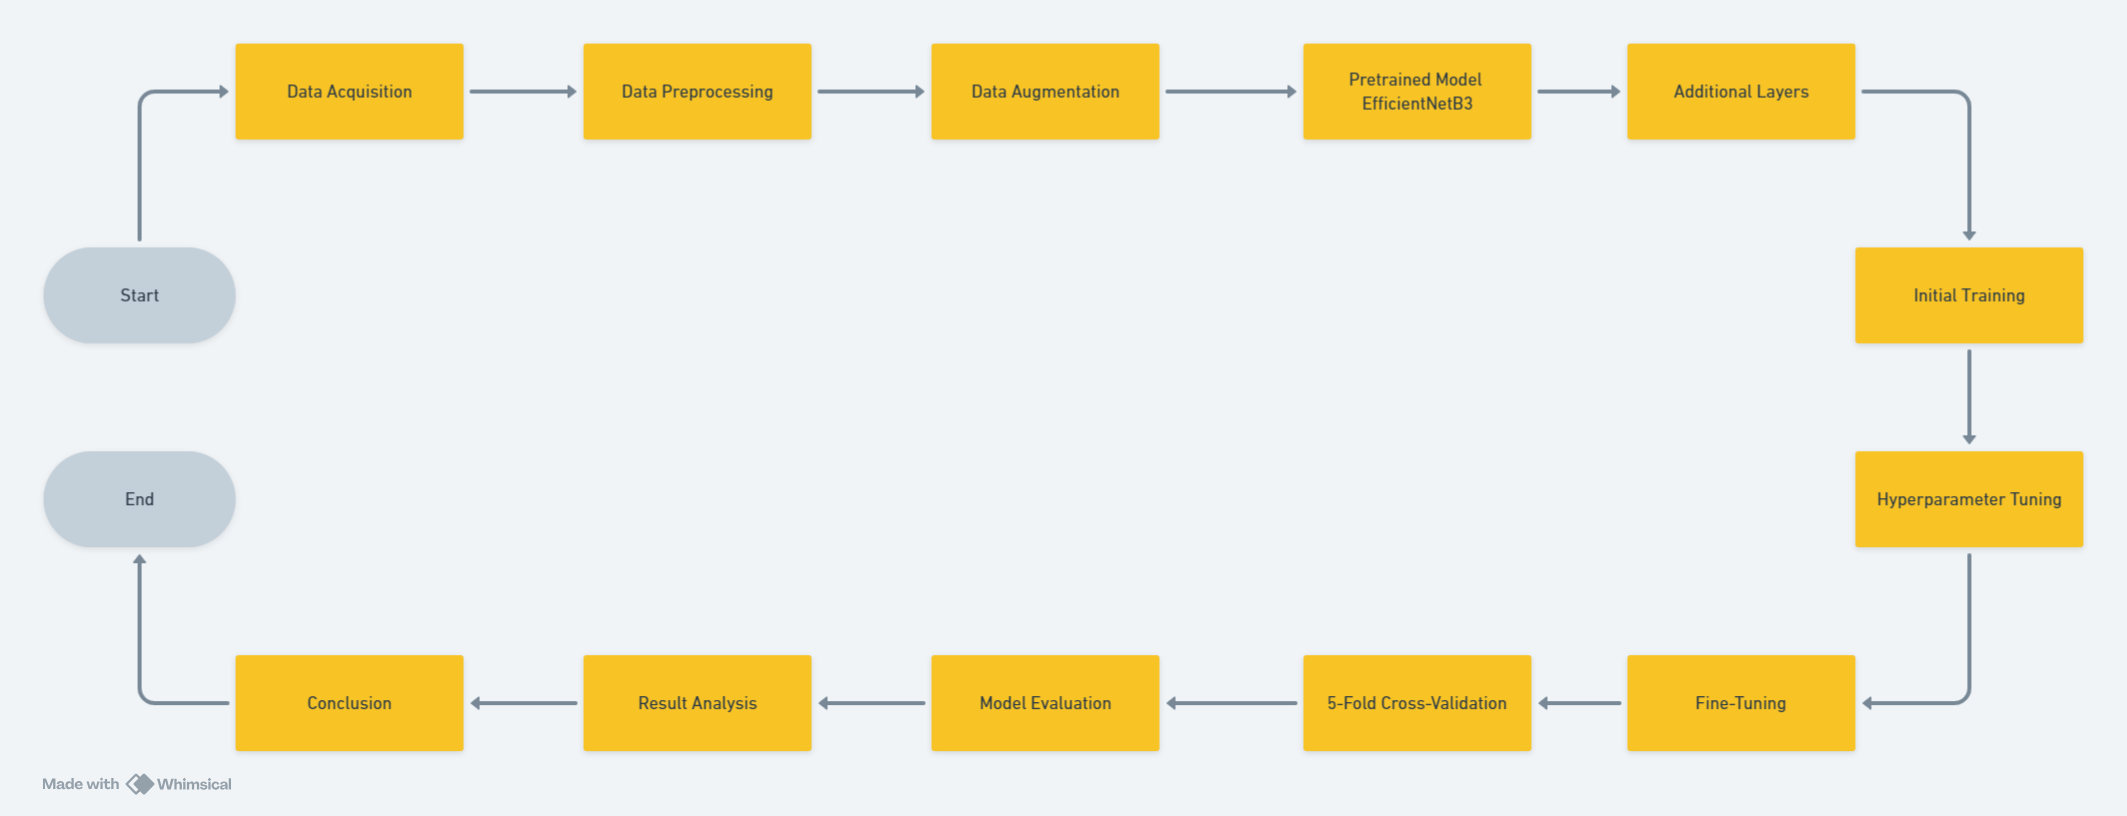 Start
Data Acquisition
Data Preprocessing
Data Augmentation
Pretrained Model
EfficientNetB3
Additional Layers
Initial Training
Hyperparameter Tuning
Fine-Tuning
5-Fold Cross-Validation
Model Evaluation
Result Analysis
Conclusion
End
Made with Whimsical